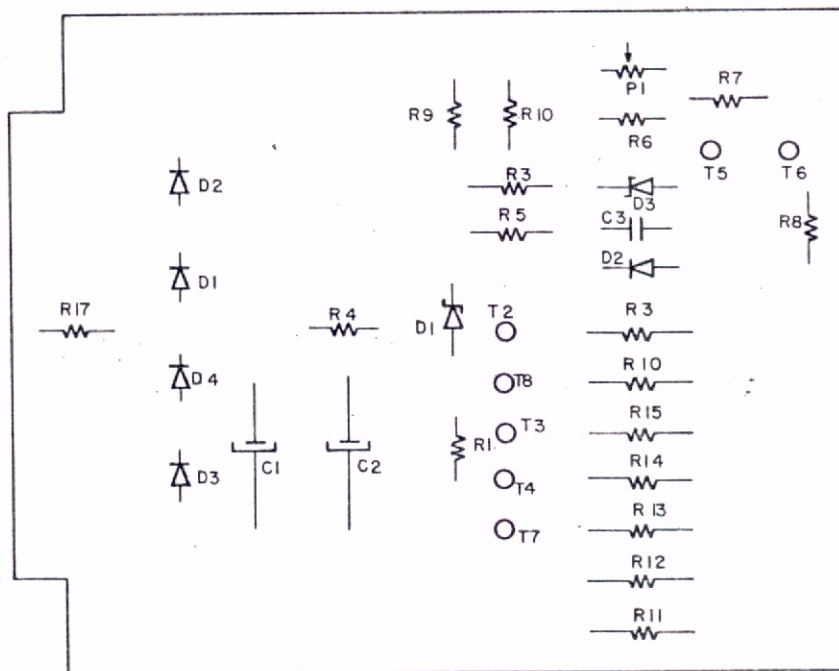 P1
R7
R9
R10
R6
T5
T6
D2
R3
D3
C3
R5
R8
D2
D1
R17
R4
D1
T2
R3
D4
T8
R10
R15
R1
T3
C1
C2
D3
R14
T4
R13
T7
R12
R11